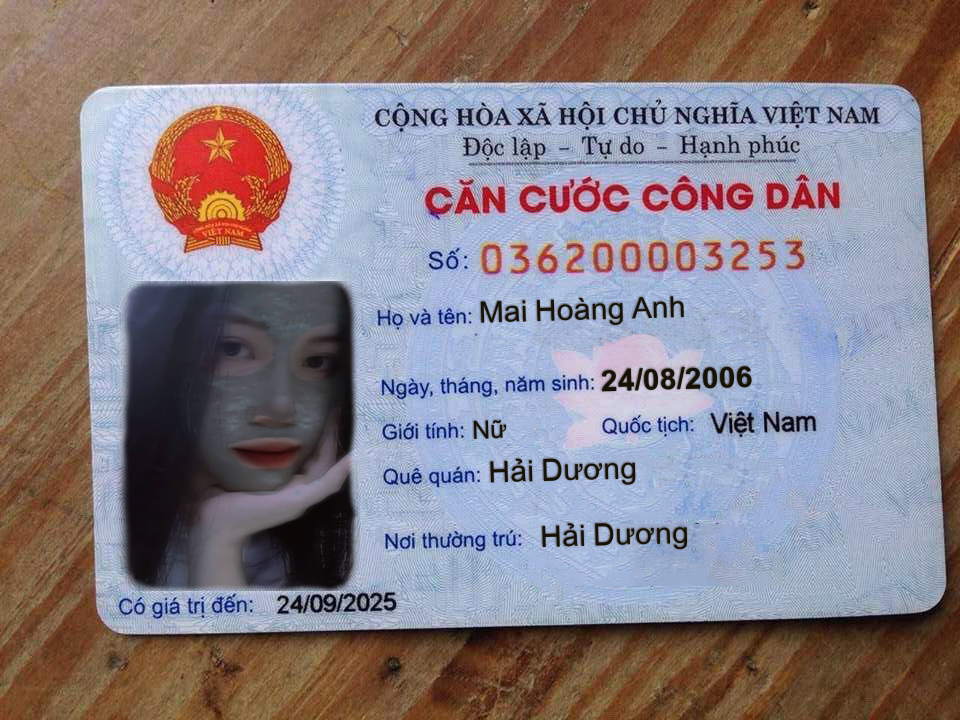 CỘNG HÒA XÃ HỘI CHỦ NGHĨA VIỆT NAM
Độc lập - Tự do - Hạnh phúc
CĂN CƯỚC CÔNG DÂN
Số: 036200003253
Họ và tên: Mai Hoàng Anh
Ngày, tháng, năm sinh: 24/08/2006
Giới tính: Nữ Quốc tịch: Việt Nam
Quê quán: Hải Dương
Nơi thường trú: Hải Dương
Có giá trị đến: 24/09/2025
VIỆT NAM